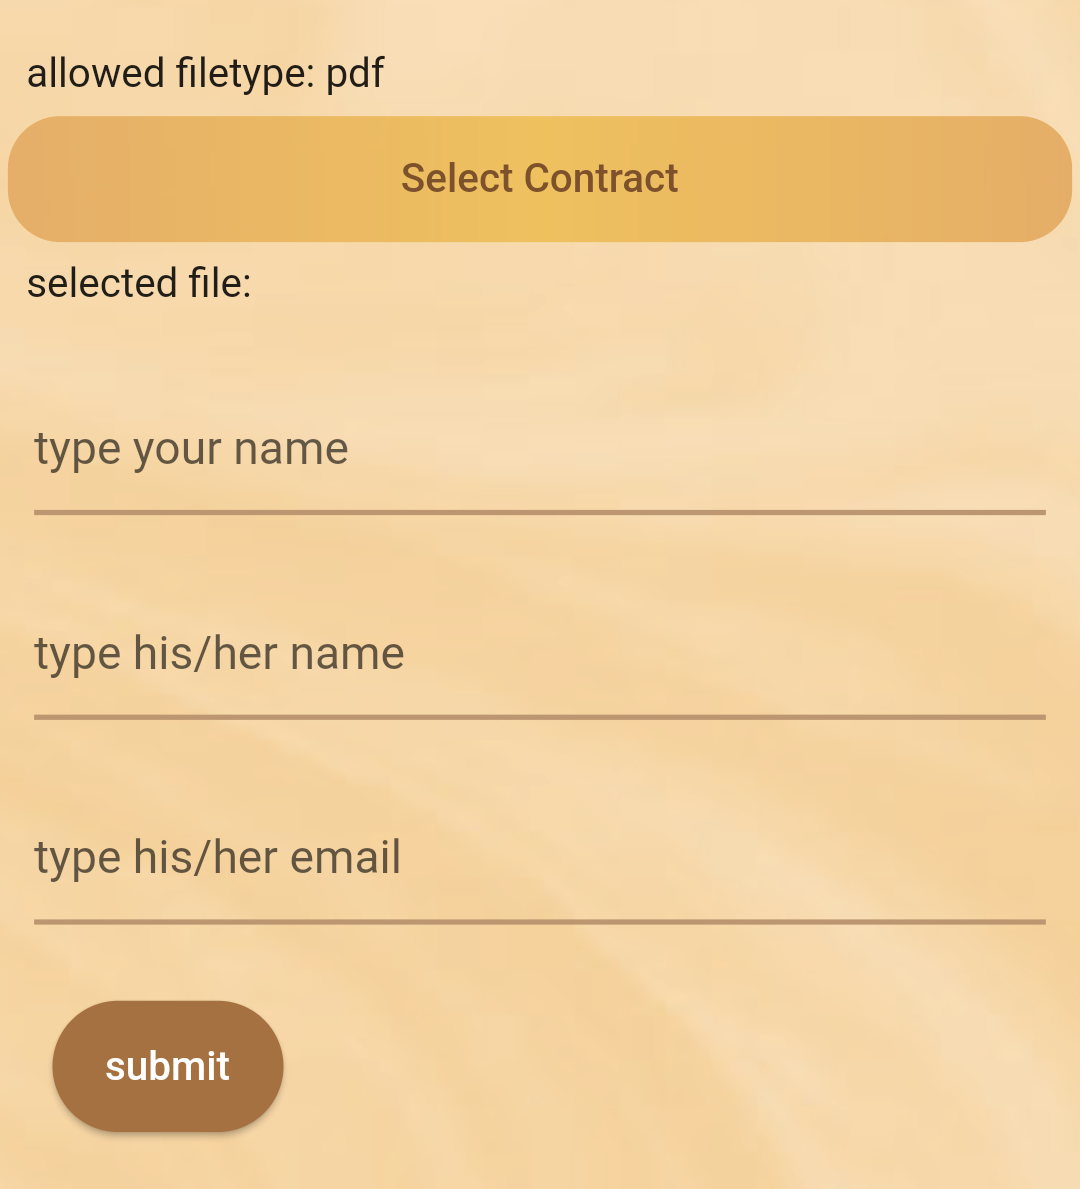 allowed filetype: pdf
Select Contract
selected file:
type your name
type his/her name
type his/her email
submit